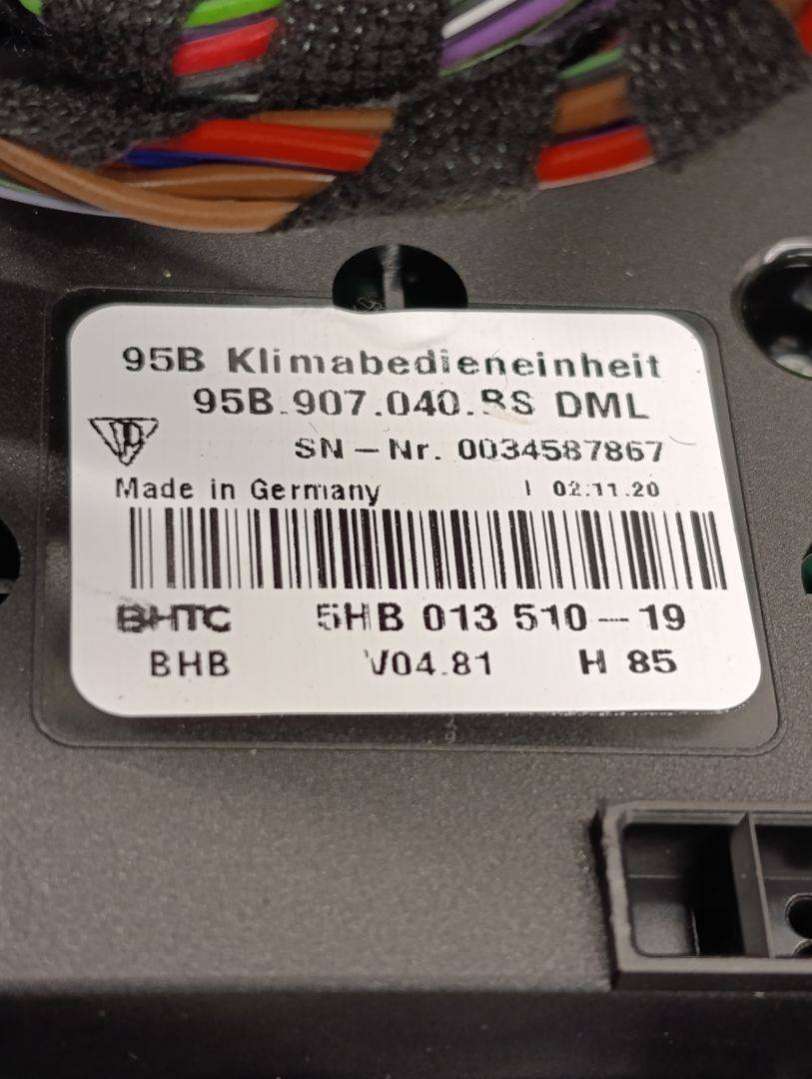 95B Klimabedieneinheit
95B.907.040.BS DML
SN-Nr. 0034587867
Made in Germany 02.11.20
BHTC 5HB 013 510-19
BHB V04.81 H 85